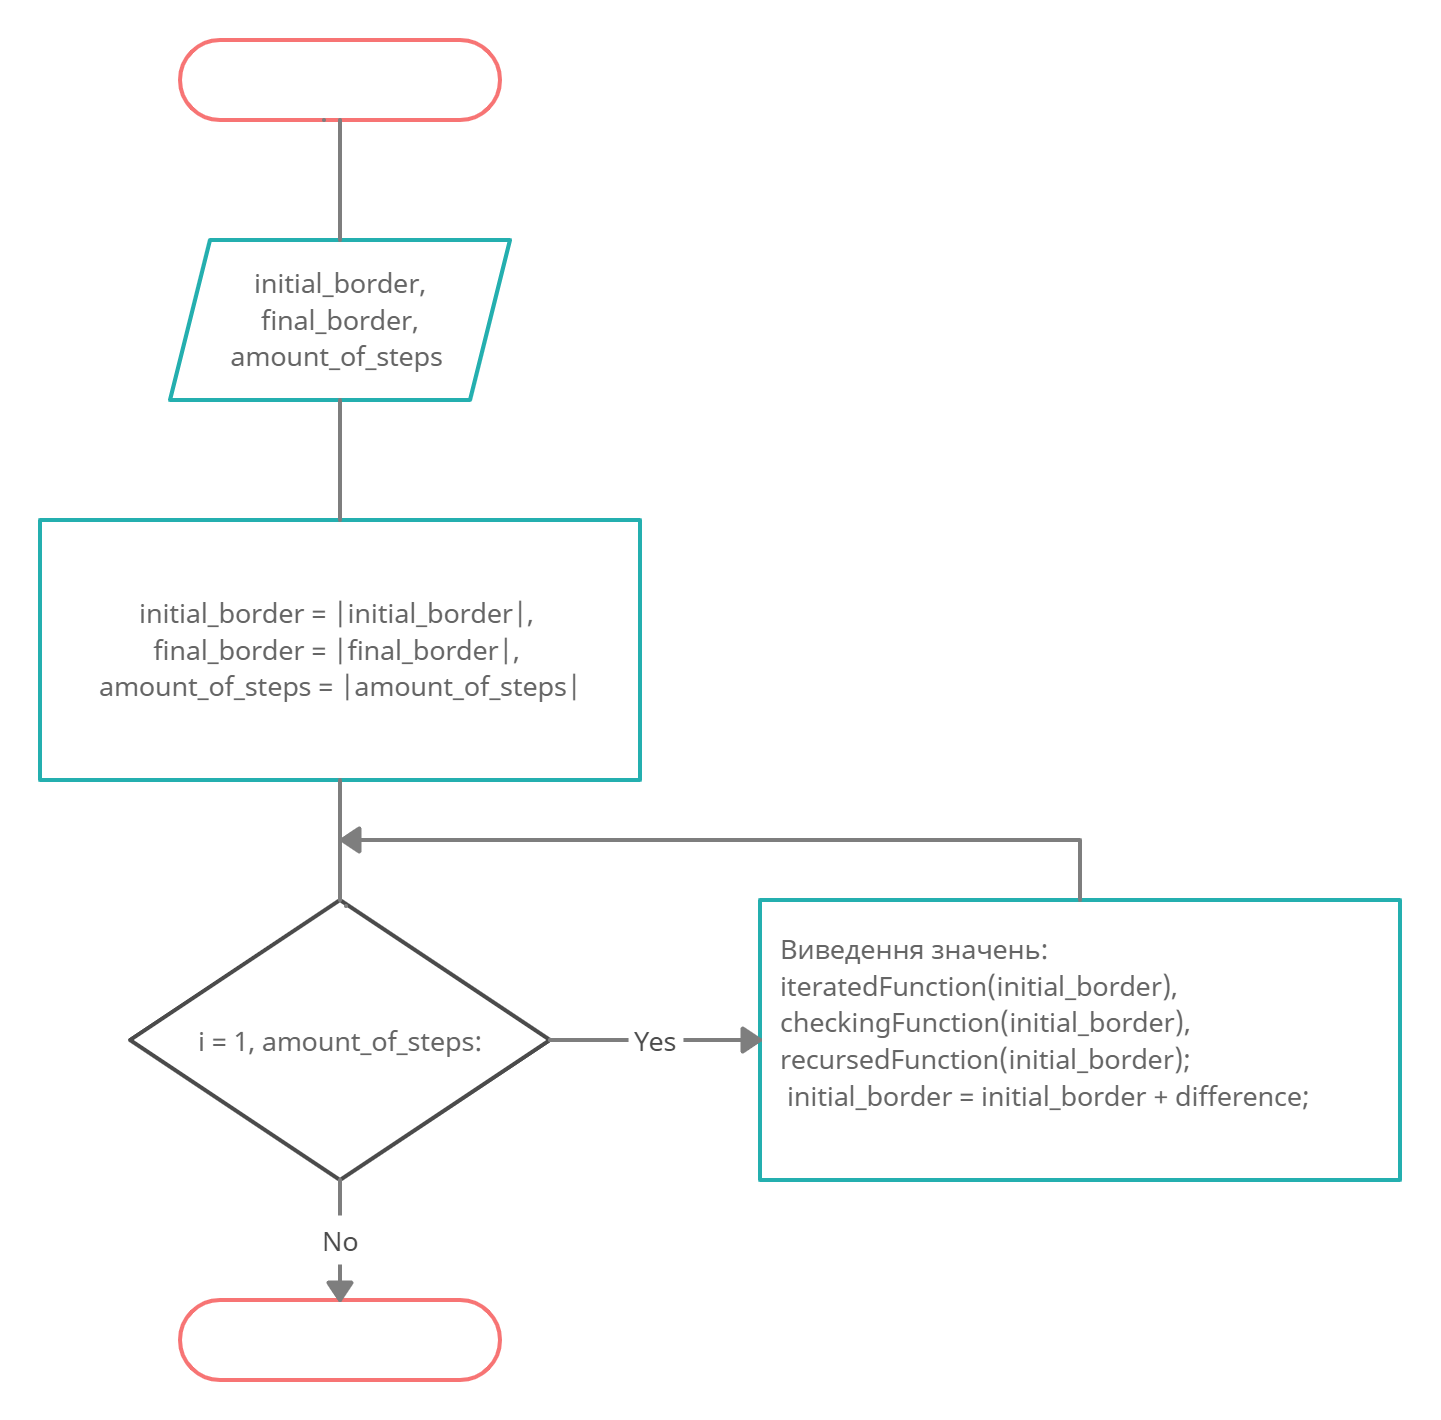 initial_border,
final_border,
amount_of_steps
initial_border = |initial_border|,
final_border = |final_border|,
amount_of_steps = |amount_of_steps|
i = 1, amount_of_steps:
Yes
Виведення значень:
iteratedFunction(initial_border),
checkingFunction(initial_border),
recursedFunction(initial_border);
initial_border = initial_border + difference;
No